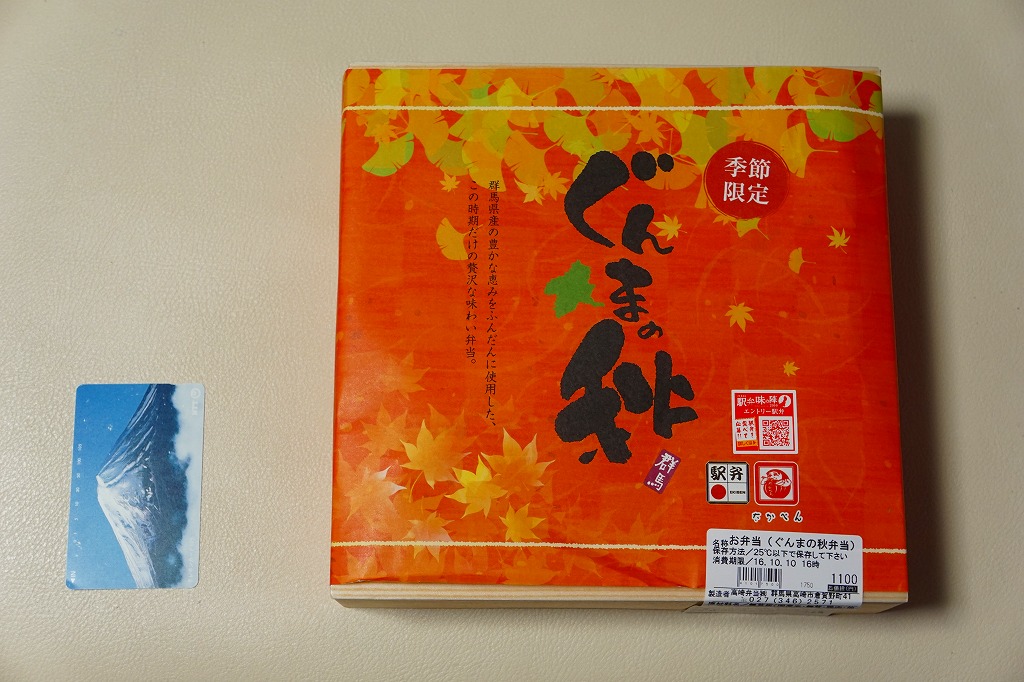 季節
限定
ぐんまの秋
群馬
群馬県産の豊かな恵みをふんだんに使用した、
この時期だけの贅沢な味わい弁当。
駅弁味の陣
エントリー駅弁
駅弁
EKIBEN
たかべん
名称 お弁当（ぐんまの秋弁当）
保存方法／25℃以下で保存して下さい
消費期限／16.10.10 16時
1750
1100
製造者 高崎弁当㈱ 群馬県高崎市倉賀野町41
℡027(346)2571